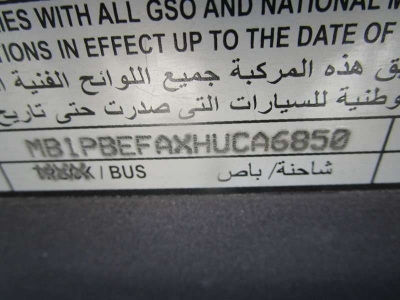 IES WITH ALL GSO AND NATIONAL M
TIONS IN EFFECT UP TO THE DATE OF
ق هذه المركبة جميع اللوائح الفنية
وطنية للسيارات التى صدرت حتى تاريخ
MB1PBEFAXHUCA6850
/ BUS
شاحنة / باص